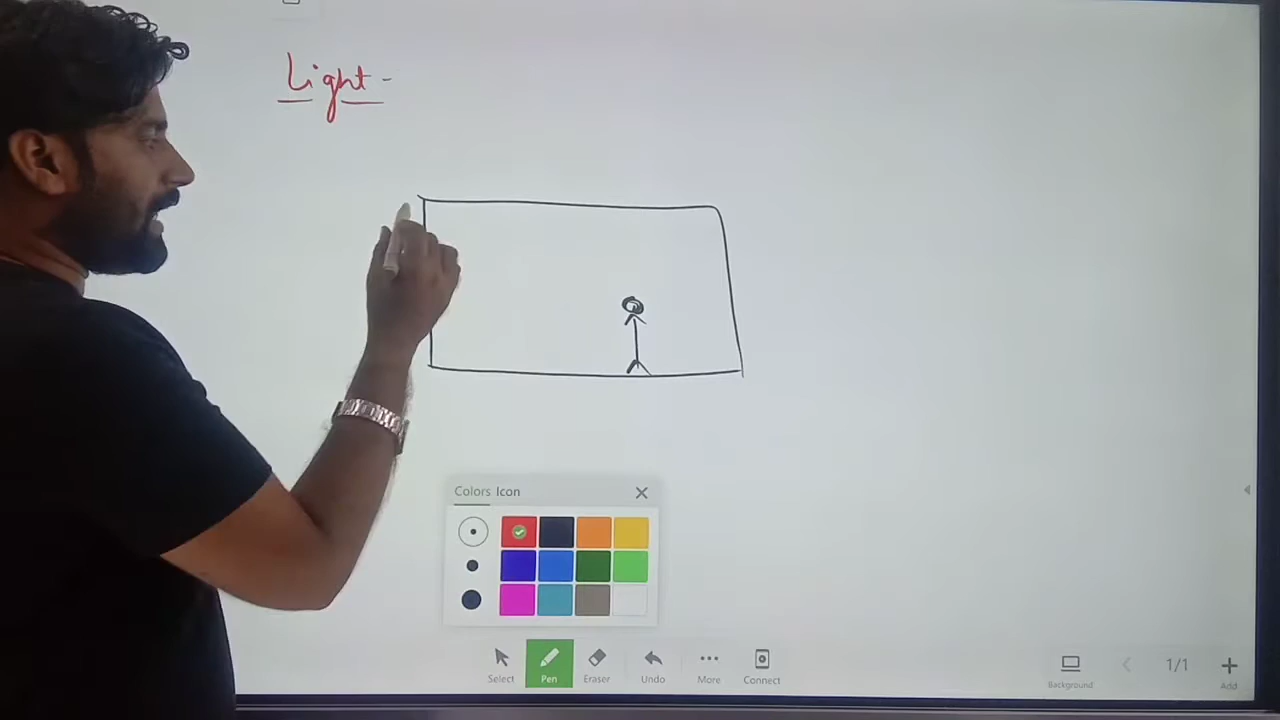 Light -
Colors Icon
Select Pen Eraser Undo More Connect Background 1/1 Add